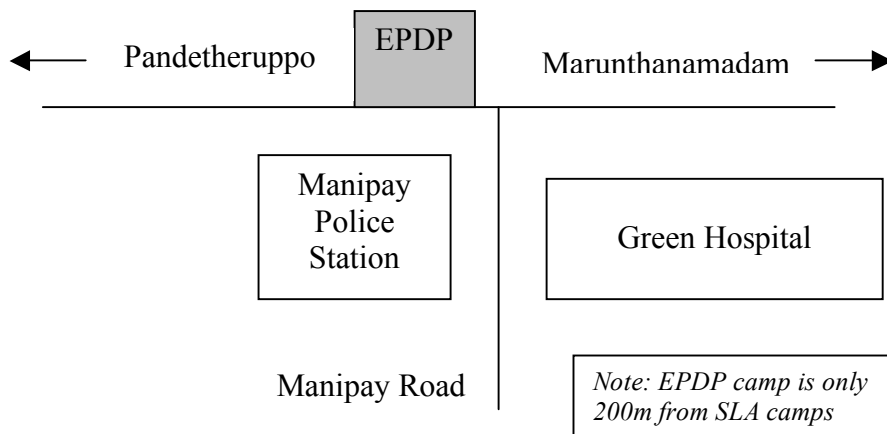 EPDP
Pandetheruppo
Marunthanamadam
Manipay
Police
Station
Green Hospital
Manipay Road
Note: EPDP camp is only
200m from SLA camps